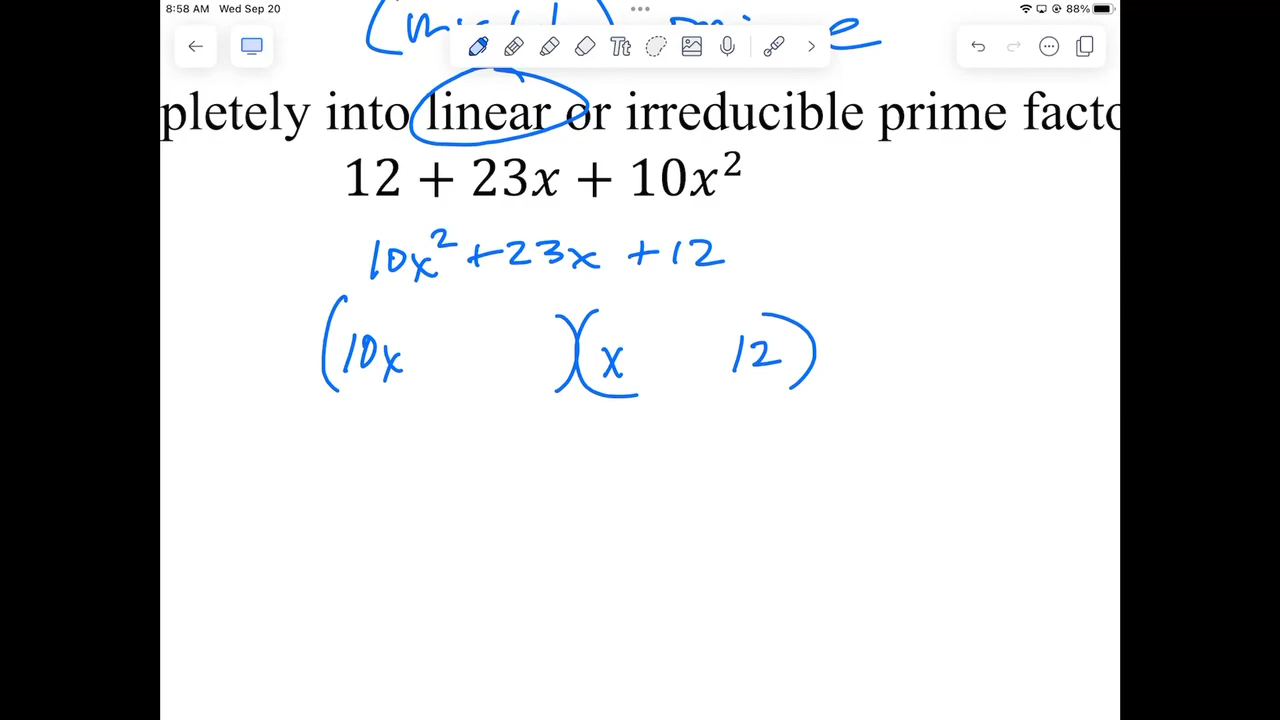 8:58 AM Wed Sep 20
88%
Tt
pletely into linear or irreducible prime facto
12 + 23x + 10x²
10x² + 23x + 12
(10x )(x 12)